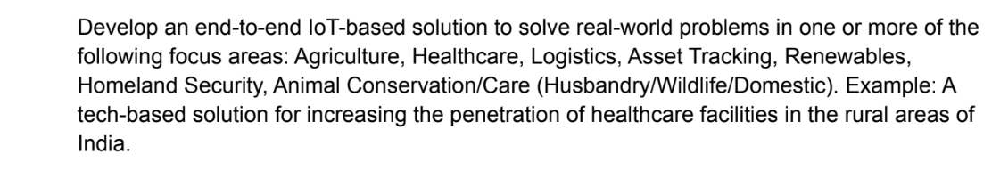 Develop an end-to-end IoT-based solution to solve real-world problems in one or more of the
following focus areas: Agriculture, Healthcare, Logistics, Asset Tracking, Renewables,
Homeland Security, Animal Conservation/Care (Husbandry/Wildlife/Domestic). Example: A
tech-based solution for increasing the penetration of healthcare facilities in the rural areas of
India.